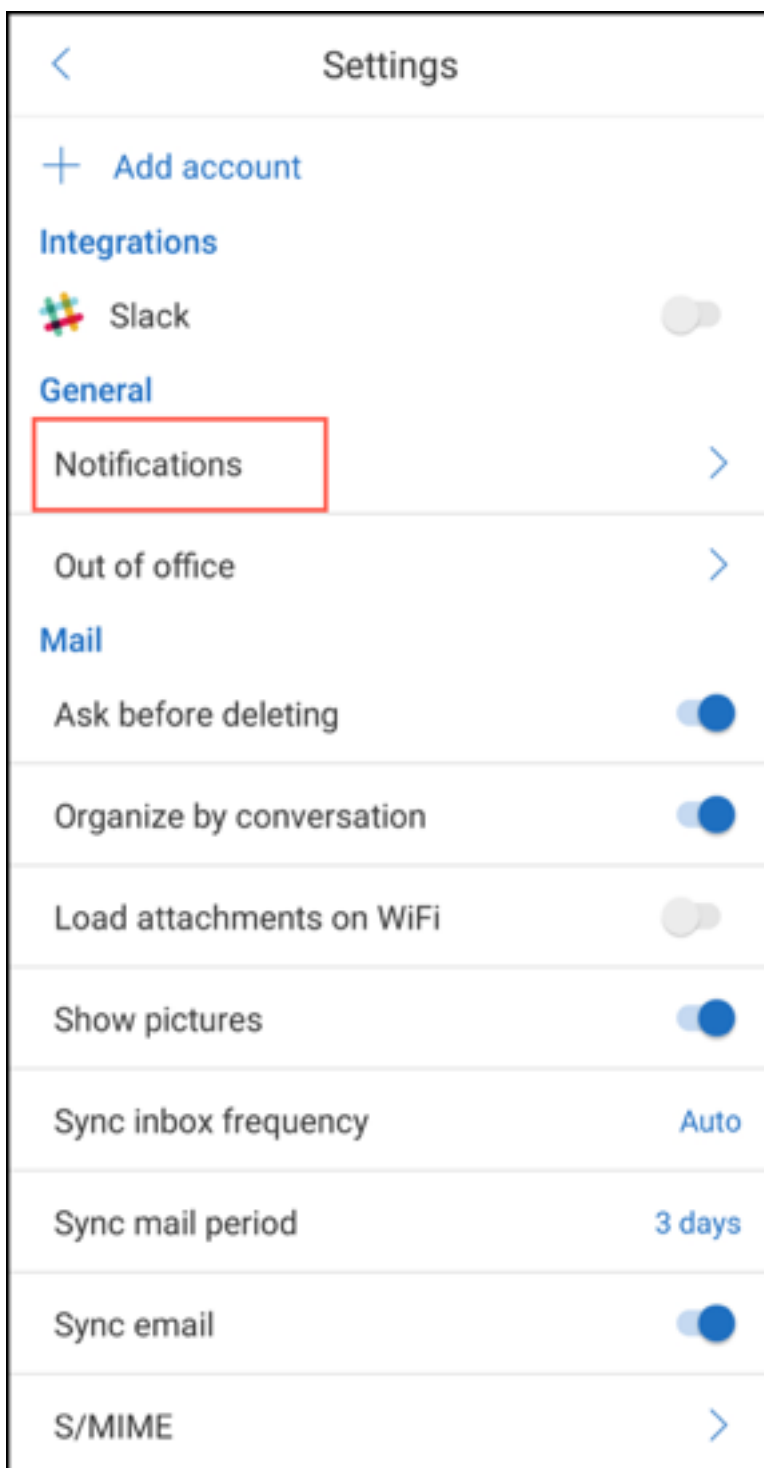 Settings
Add account
Integrations
Slack
General
Notifications
Out of office
Mail
Ask before deleting
Organize by conversation
Load attachments on WiFi
Show pictures
Sync inbox frequency Auto
Sync mail period 3 days
Sync email
S/MIME